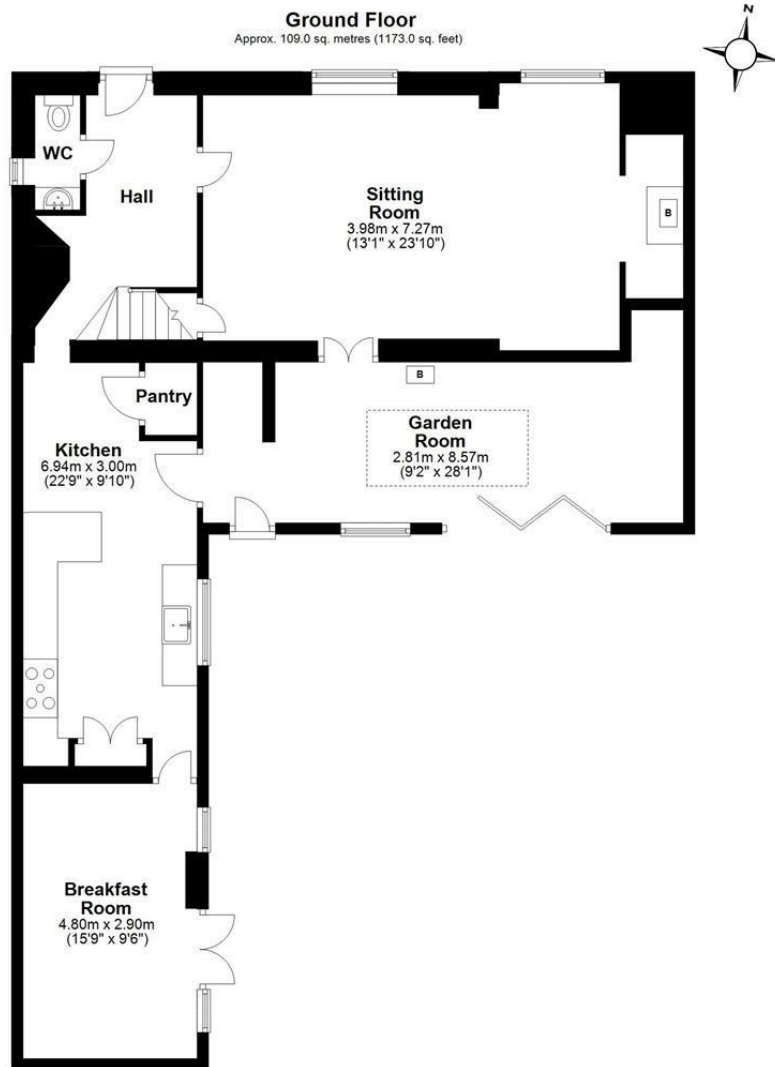 Ground Floor
Approx. 109.0 sq. metres (1173.0 sq. feet)
N
WC
Hall
Sitting
Room
3.98m x 7.27m
(13'1" x 23'10")
B
Pantry
B
Kitchen
6.94m x 3.00m
(22'9" x 9'10")
Garden
Room
2.81m x 8.57m
(9'2" x 28'1")
Breakfast
Room
4.80m x 2.90m
(15'9" x 9'6")